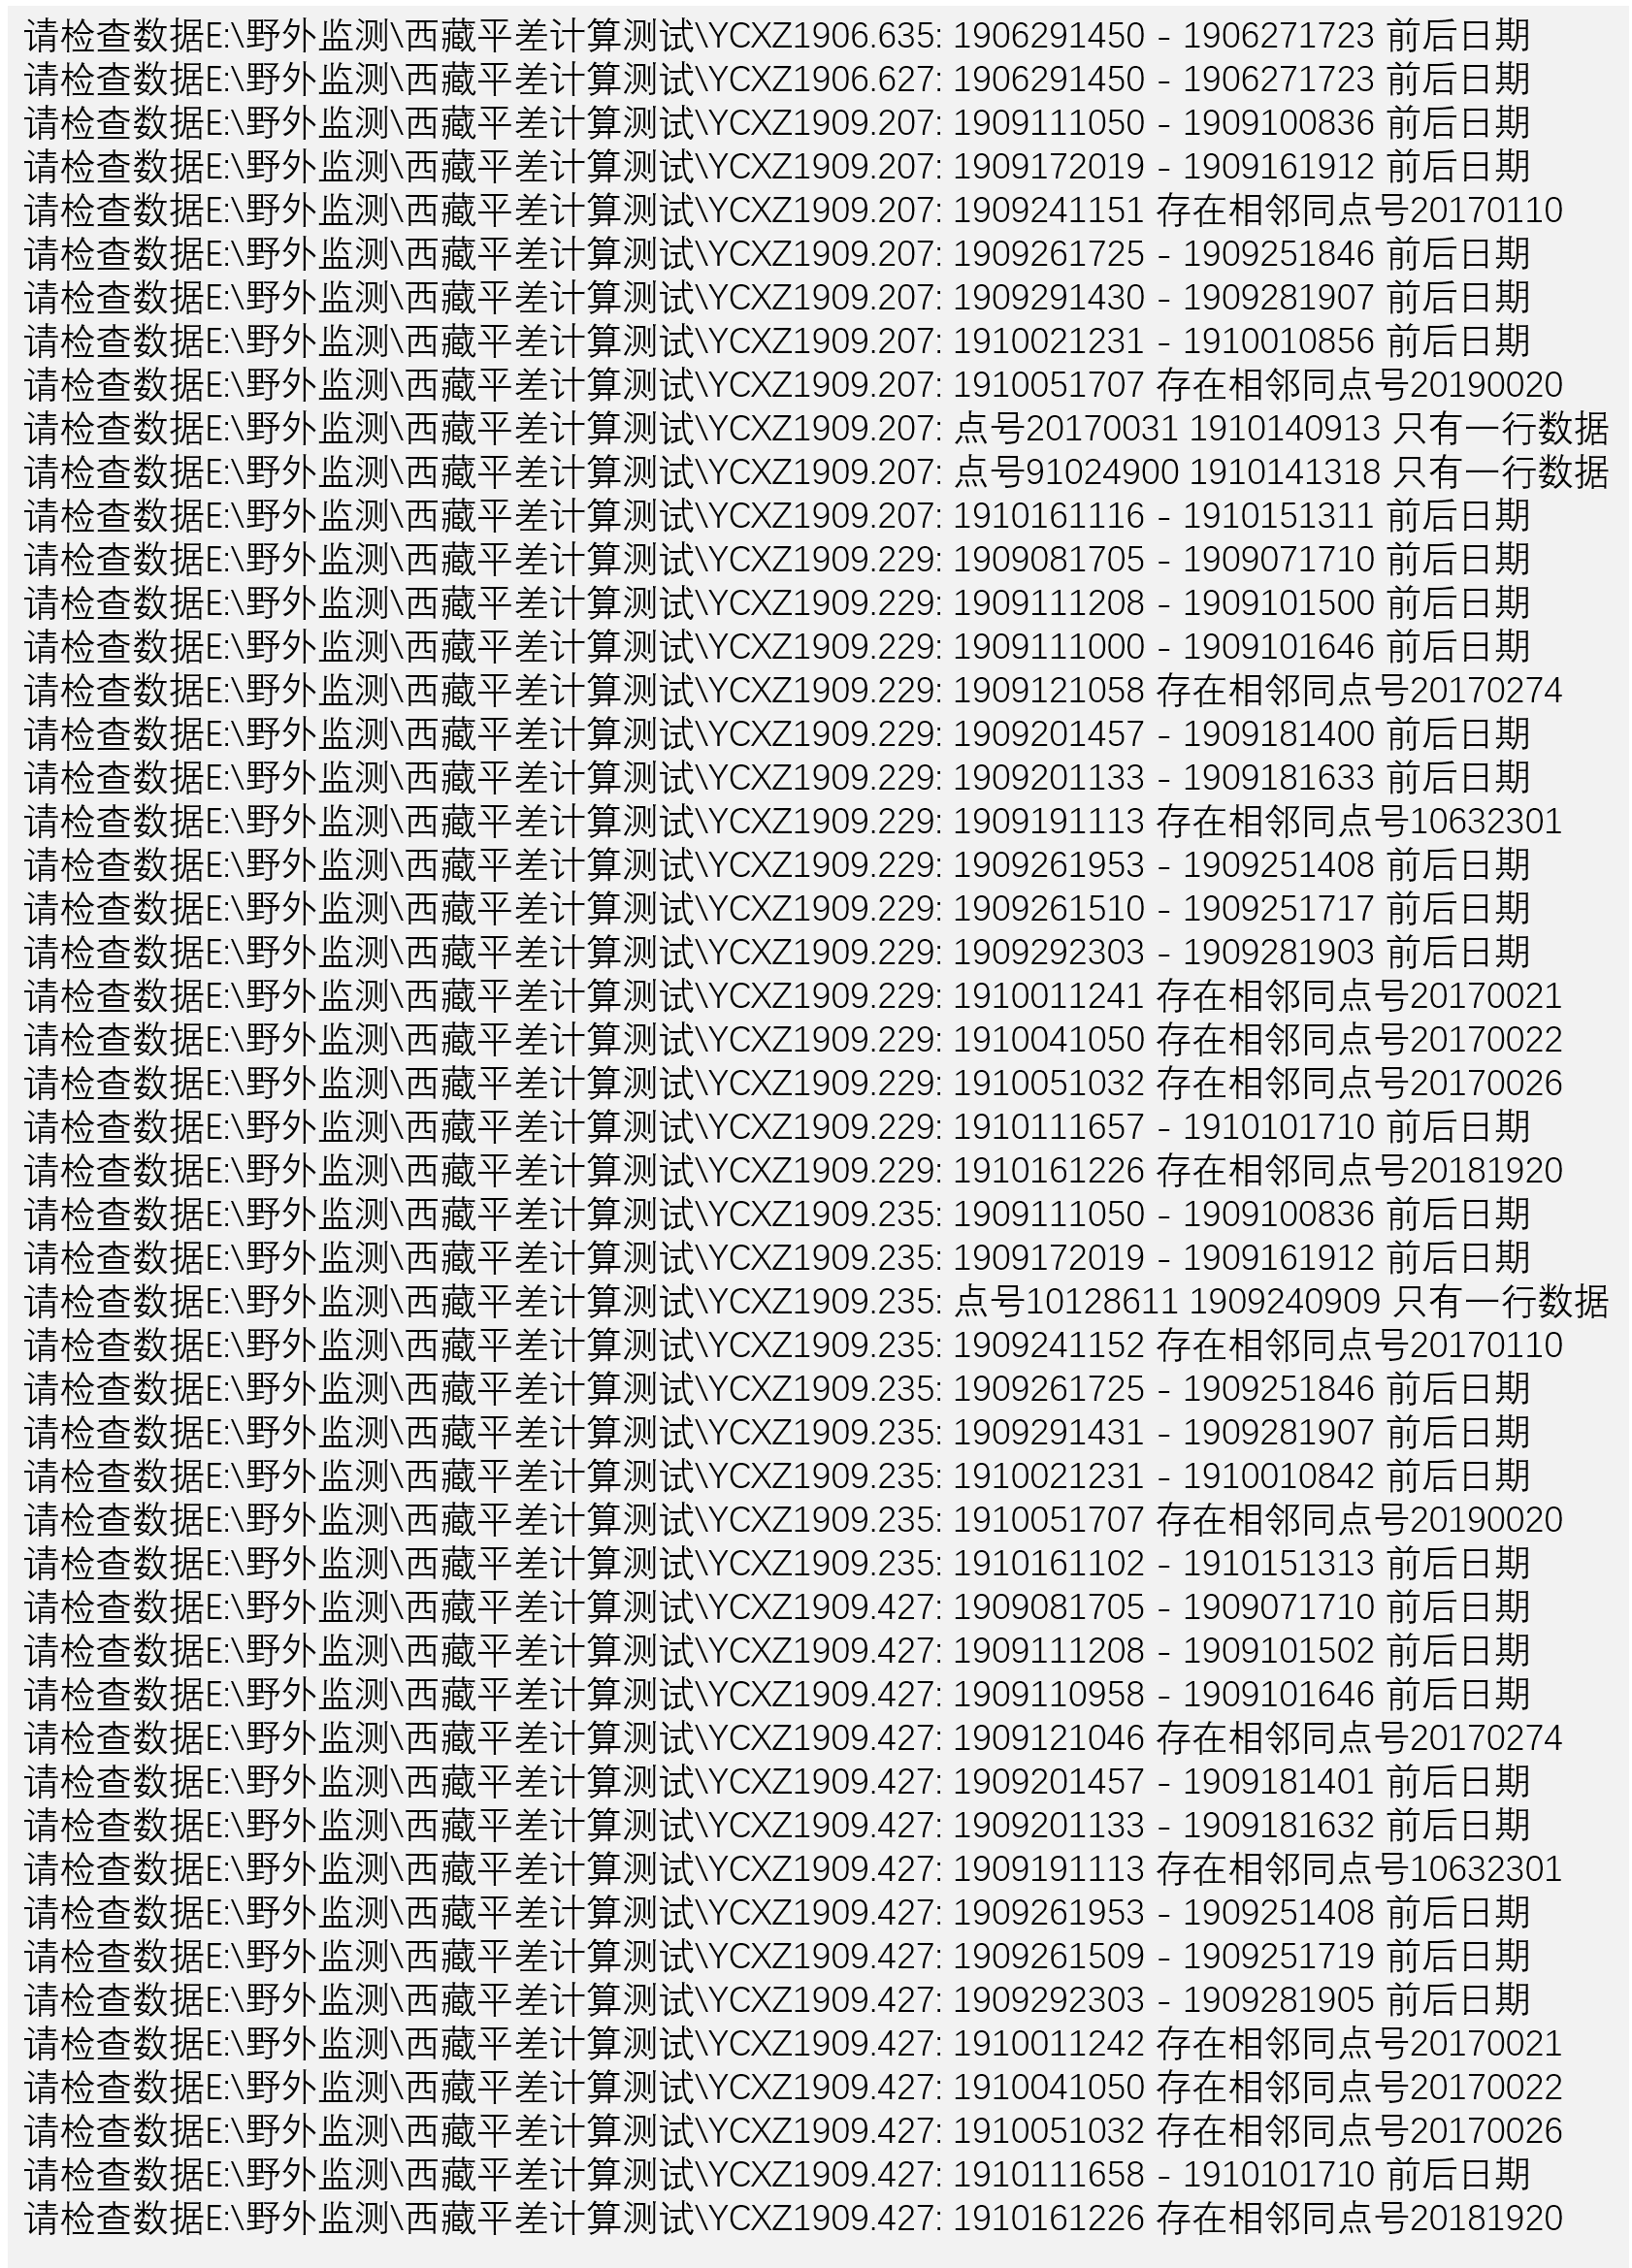 请检查数据E:\野外监测\西藏平差计算测试\YCXZ1906.635: 1906291450 - 1906271723 前后日期
请检查数据E:\野外监测\西藏平差计算测试\YCXZ1906.627: 1906291450 - 1906271723 前后日期
请检查数据E:\野外监测\西藏平差计算测试\YCXZ1909.207: 1909111050 - 1909100836 前后日期
请检查数据E:\野外监测\西藏平差计算测试\YCXZ1909.207: 1909172019 - 1909161912 前后日期
请检查数据E:\野外监测\西藏平差计算测试\YCXZ1909.207: 1909241151 存在相邻同点号20170110
请检查数据E:\野外监测\西藏平差计算测试\YCXZ1909.207: 1909261725 - 1909251846 前后日期
请检查数据E:\野外监测\西藏平差计算测试\YCXZ1909.207: 1909291430 - 1909281907 前后日期
请检查数据E:\野外监测\西藏平差计算测试\YCXZ1909.207: 1910021231 - 1910010856 前后日期
请检查数据E:\野外监测\西藏平差计算测试\YCXZ1909.207: 1910051707 存在相邻同点号20190020
请检查数据E:\野外监测\西藏平差计算测试\YCXZ1909.207: 点号20170031 1910140913 只有一行数据
请检查数据E:\野外监测\西藏平差计算测试\YCXZ1909.207: 点号91024900 1910141318 只有一行数据
请检查数据E:\野外监测\西藏平差计算测试\YCXZ1909.207: 1910161116 - 1910151311 前后日期
请检查数据E:\野外监测\西藏平差计算测试\YCXZ1909.229: 1909081705 - 1909071710 前后日期
请检查数据E:\野外监测\西藏平差计算测试\YCXZ1909.229: 1909111208 - 1909101500 前后日期
请检查数据E:\野外监测\西藏平差计算测试\YCXZ1909.229: 1909111000 - 1909101646 前后日期
请检查数据E:\野外监测\西藏平差计算测试\YCXZ1909.229: 1909121058 存在相邻同点号20170274
请检查数据E:\野外监测\西藏平差计算测试\YCXZ1909.229: 1909201457 - 1909181400 前后日期
请检查数据E:\野外监测\西藏平差计算测试\YCXZ1909.229: 1909201133 - 1909181633 前后日期
请检查数据E:\野外监测\西藏平差计算测试\YCXZ1909.229: 1909191113 存在相邻同点号10632301
请检查数据E:\野外监测\西藏平差计算测试\YCXZ1909.229: 1909261953 - 1909251408 前后日期
请检查数据E:\野外监测\西藏平差计算测试\YCXZ1909.229: 1909261510 - 1909251717 前后日期
请检查数据E:\野外监测\西藏平差计算测试\YCXZ1909.229: 1909292303 - 1909281903 前后日期
请检查数据E:\野外监测\西藏平差计算测试\YCXZ1909.229: 1910011241 存在相邻同点号20170021
请检查数据E:\野外监测\西藏平差计算测试\YCXZ1909.229: 1910041050 存在相邻同点号20170022
请检查数据E:\野外监测\西藏平差计算测试\YCXZ1909.229: 1910051032 存在相邻同点号20170026
请检查数据E:\野外监测\西藏平差计算测试\YCXZ1909.229: 1910111657 - 1910101710 前后日期
请检查数据E:\野外监测\西藏平差计算测试\YCXZ1909.229: 1910161226 存在相邻同点号20181920
请检查数据E:\野外监测\西藏平差计算测试\YCXZ1909.235: 1909111050 - 1909100836 前后日期
请检查数据E:\野外监测\西藏平差计算测试\YCXZ1909.235: 1909172019 - 1909161912 前后日期
请检查数据E:\野外监测\西藏平差计算测试\YCXZ1909.235: 点号10128611 1909240909 只有一行数据
请检查数据E:\野外监测\西藏平差计算测试\YCXZ1909.235: 1909241152 存在相邻同点号20170110
请检查数据E:\野外监测\西藏平差计算测试\YCXZ1909.235: 1909261725 - 1909251846 前后日期
请检查数据E:\野外监测\西藏平差计算测试\YCXZ1909.235: 1909291431 - 1909281907 前后日期
请检查数据E:\野外监测\西藏平差计算测试\YCXZ1909.235: 1910021231 - 1910010842 前后日期
请检查数据E:\野外监测\西藏平差计算测试\YCXZ1909.235: 1910051707 存在相邻同点号20190020
请检查数据E:\野外监测\西藏平差计算测试\YCXZ1909.235: 1910161102 - 1910151313 前后日期
请检查数据E:\野外监测\西藏平差计算测试\YCXZ1909.427: 1909081705 - 1909071710 前后日期
请检查数据E:\野外监测\西藏平差计算测试\YCXZ1909.427: 1909111208 - 1909101502 前后日期
请检查数据E:\野外监测\西藏平差计算测试\YCXZ1909.427: 1909110958 - 1909101646 前后日期
请检查数据E:\野外监测\西藏平差计算测试\YCXZ1909.427: 1909121046 存在相邻同点号20170274
请检查数据E:\野外监测\西藏平差计算测试\YCXZ1909.427: 1909201457 - 1909181401 前后日期
请检查数据E:\野外监测\西藏平差计算测试\YCXZ1909.427: 1909201133 - 1909181632 前后日期
请检查数据E:\野外监测\西藏平差计算测试\YCXZ1909.427: 1909191113 存在相邻同点号10632301
请检查数据E:\野外监测\西藏平差计算测试\YCXZ1909.427: 1909261953 - 1909251408 前后日期
请检查数据E:\野外监测\西藏平差计算测试\YCXZ1909.427: 1909261509 - 1909251719 前后日期
请检查数据E:\野外监测\西藏平差计算测试\YCXZ1909.427: 1909292303 - 1909281905 前后日期
请检查数据E:\野外监测\西藏平差计算测试\YCXZ1909.427: 1910011242 存在相邻同点号20170021
请检查数据E:\野外监测\西藏平差计算测试\YCXZ1909.427: 1910041050 存在相邻同点号20170022
请检查数据E:\野外监测\西藏平差计算测试\YCXZ1909.427: 1910051032 存在相邻同点号20170026
请检查数据E:\野外监测\西藏平差计算测试\YCXZ1909.427: 1910111658 - 1910101710 前后日期
请检查数据E:\野外监测\西藏平差计算测试\YCXZ1909.427: 1910161226 存在相邻同点号20181920